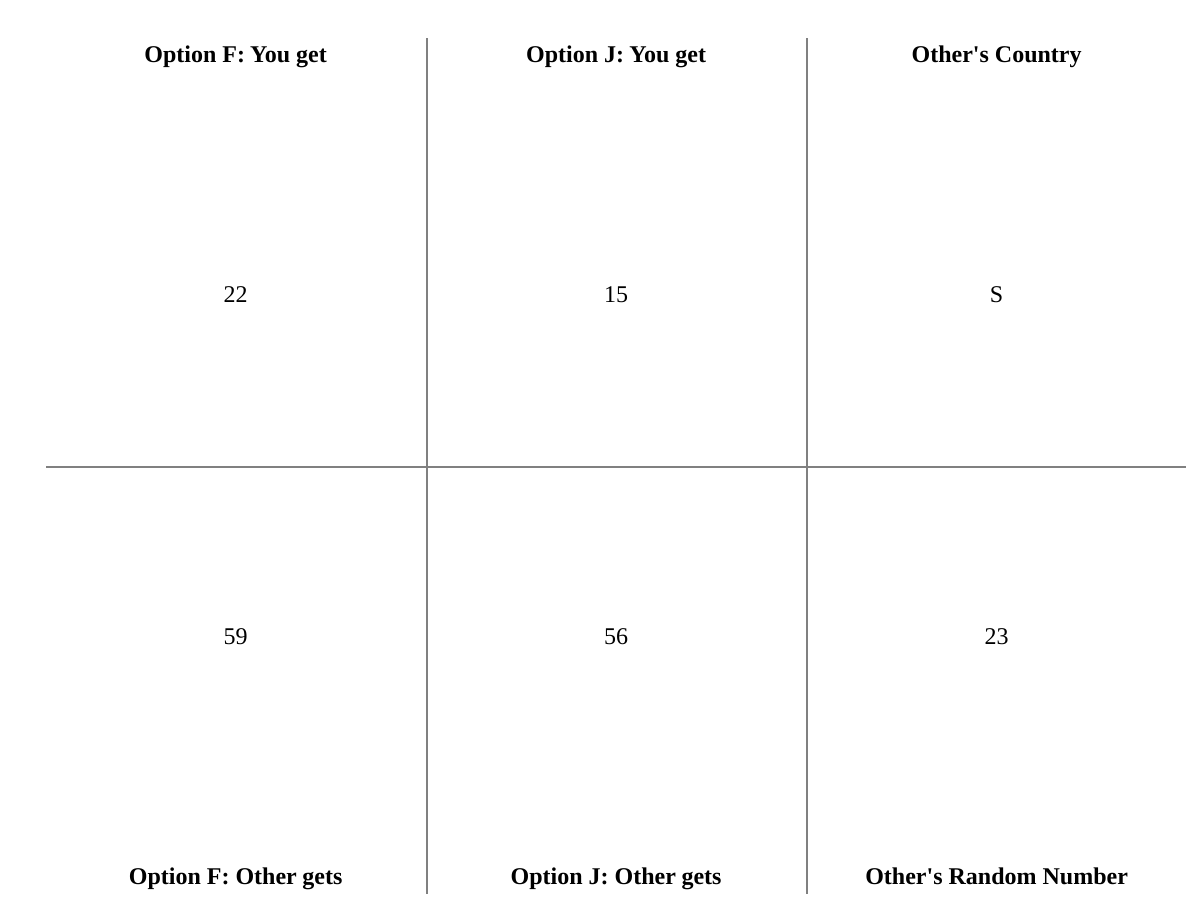 Option F: You get
Option J: You get
Other's Country
22
15
S
59
56
23
Option F: Other gets
Option J: Other gets
Other's Random Number